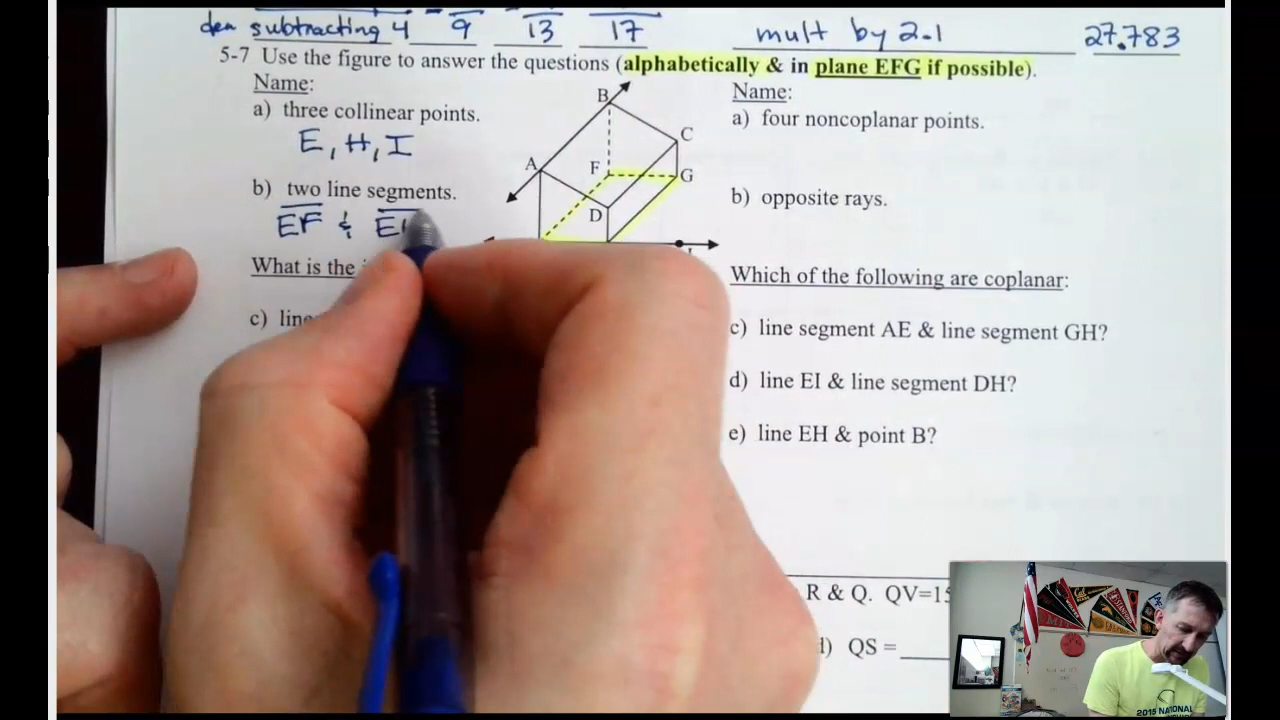 den subtracting 4 9 13 17 mult by 2.1 27.783
5-7 Use the figure to answer the questions (alphabetically & in plane EFG if possible).
Name:
a) three collinear points.
E, H, I
b) two line segments.
EF &
What is the
c)
B
C
A
F
G
D
Name:
a) four noncoplanar points.
b) opposite rays.
Which of the following are coplanar:
c) line segment AE & line segment GH?
d) line EI & line segment DH?
e) line EH & point B?
R & Q. QV=15
d) QS =
2015 NATIONAL